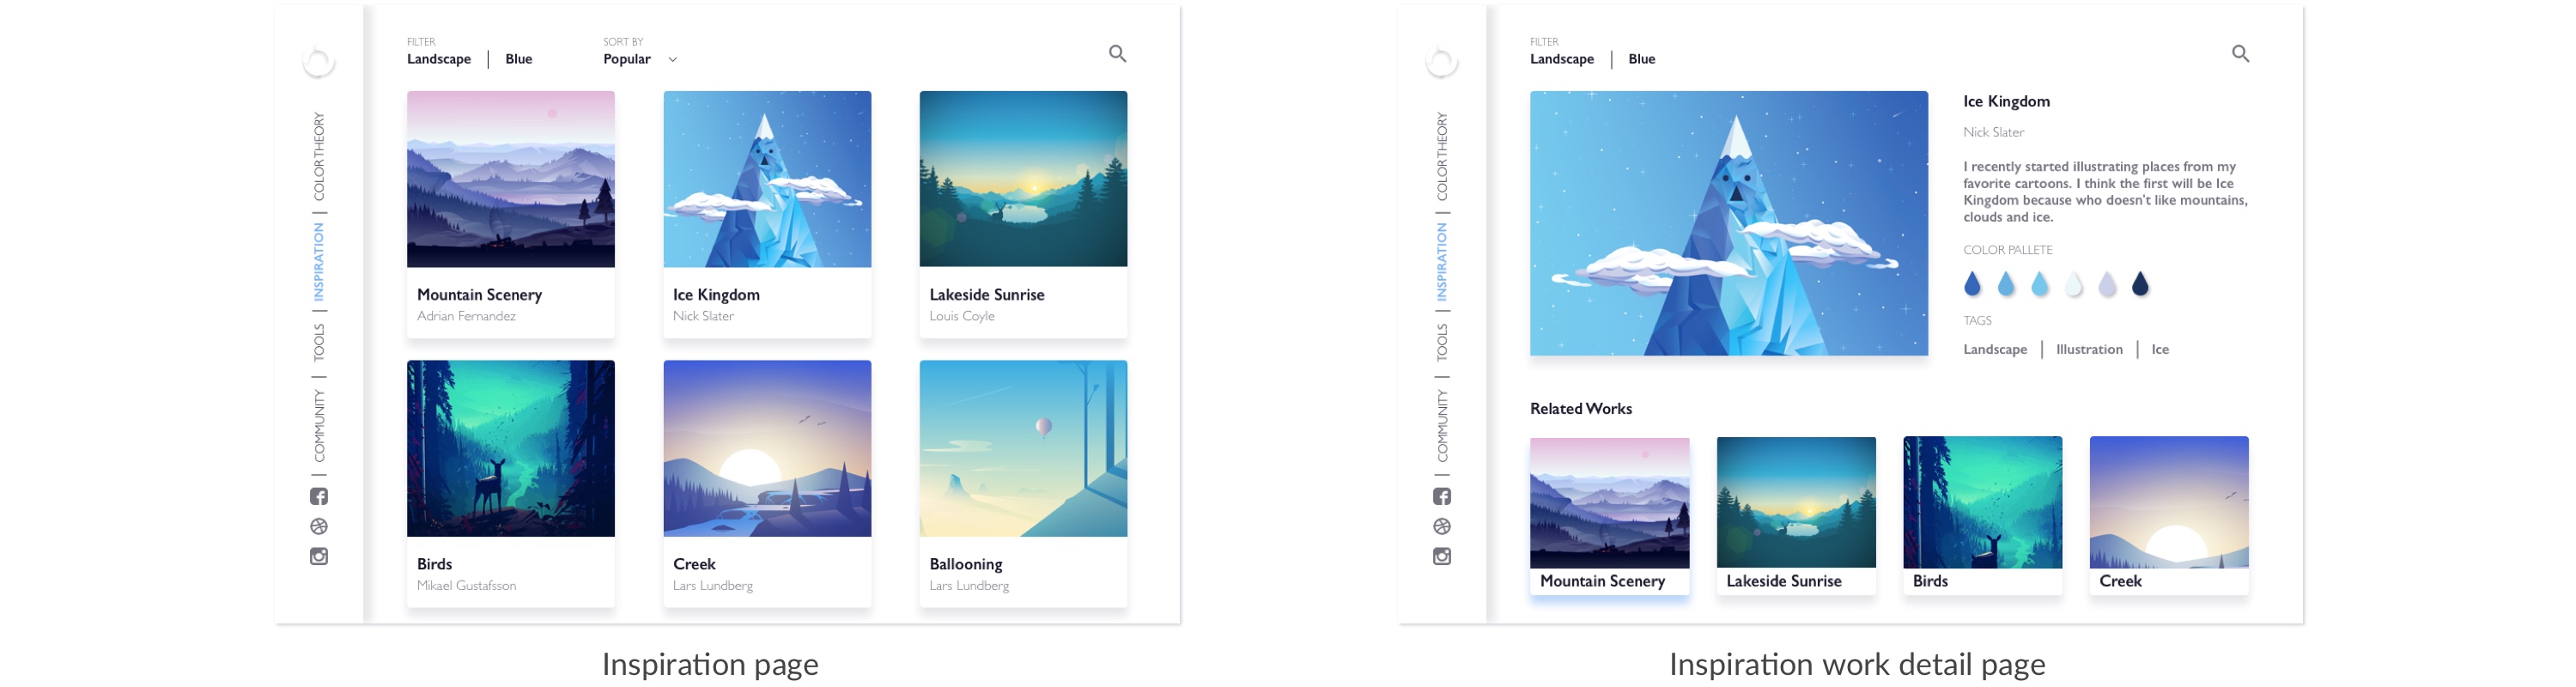 FILTER
Landscape | Blue
SORT BY
Popular
COLORTHEORY
INSPIRATION
TOOLS
COMMUNITY
Mountain Scenery
Adrian Fernandez
Ice Kingdom
Nick Slater
Lakeside Sunrise
Louis Coyle
Birds
Mikael Gustafsson
Creek
Lars Lundberg
Ballooning
Lars Lundberg
Inspiration page
FILTER
Landscape | Blue
COLORTHEORY
INSPIRATION
TOOLS
COMMUNITY
Ice Kingdom
Nick Slater
I recently started illustrating places from my
favorite cartoons. I think the first will be Ice
Kingdom because who doesn't like mountains,
clouds and ice.
COLOR PALLETE
TAGS
Landscape | Illustration | Ice
Related Works
Mountain Scenery
Lakeside Sunrise
Birds
Creek
Inspiration work detail page